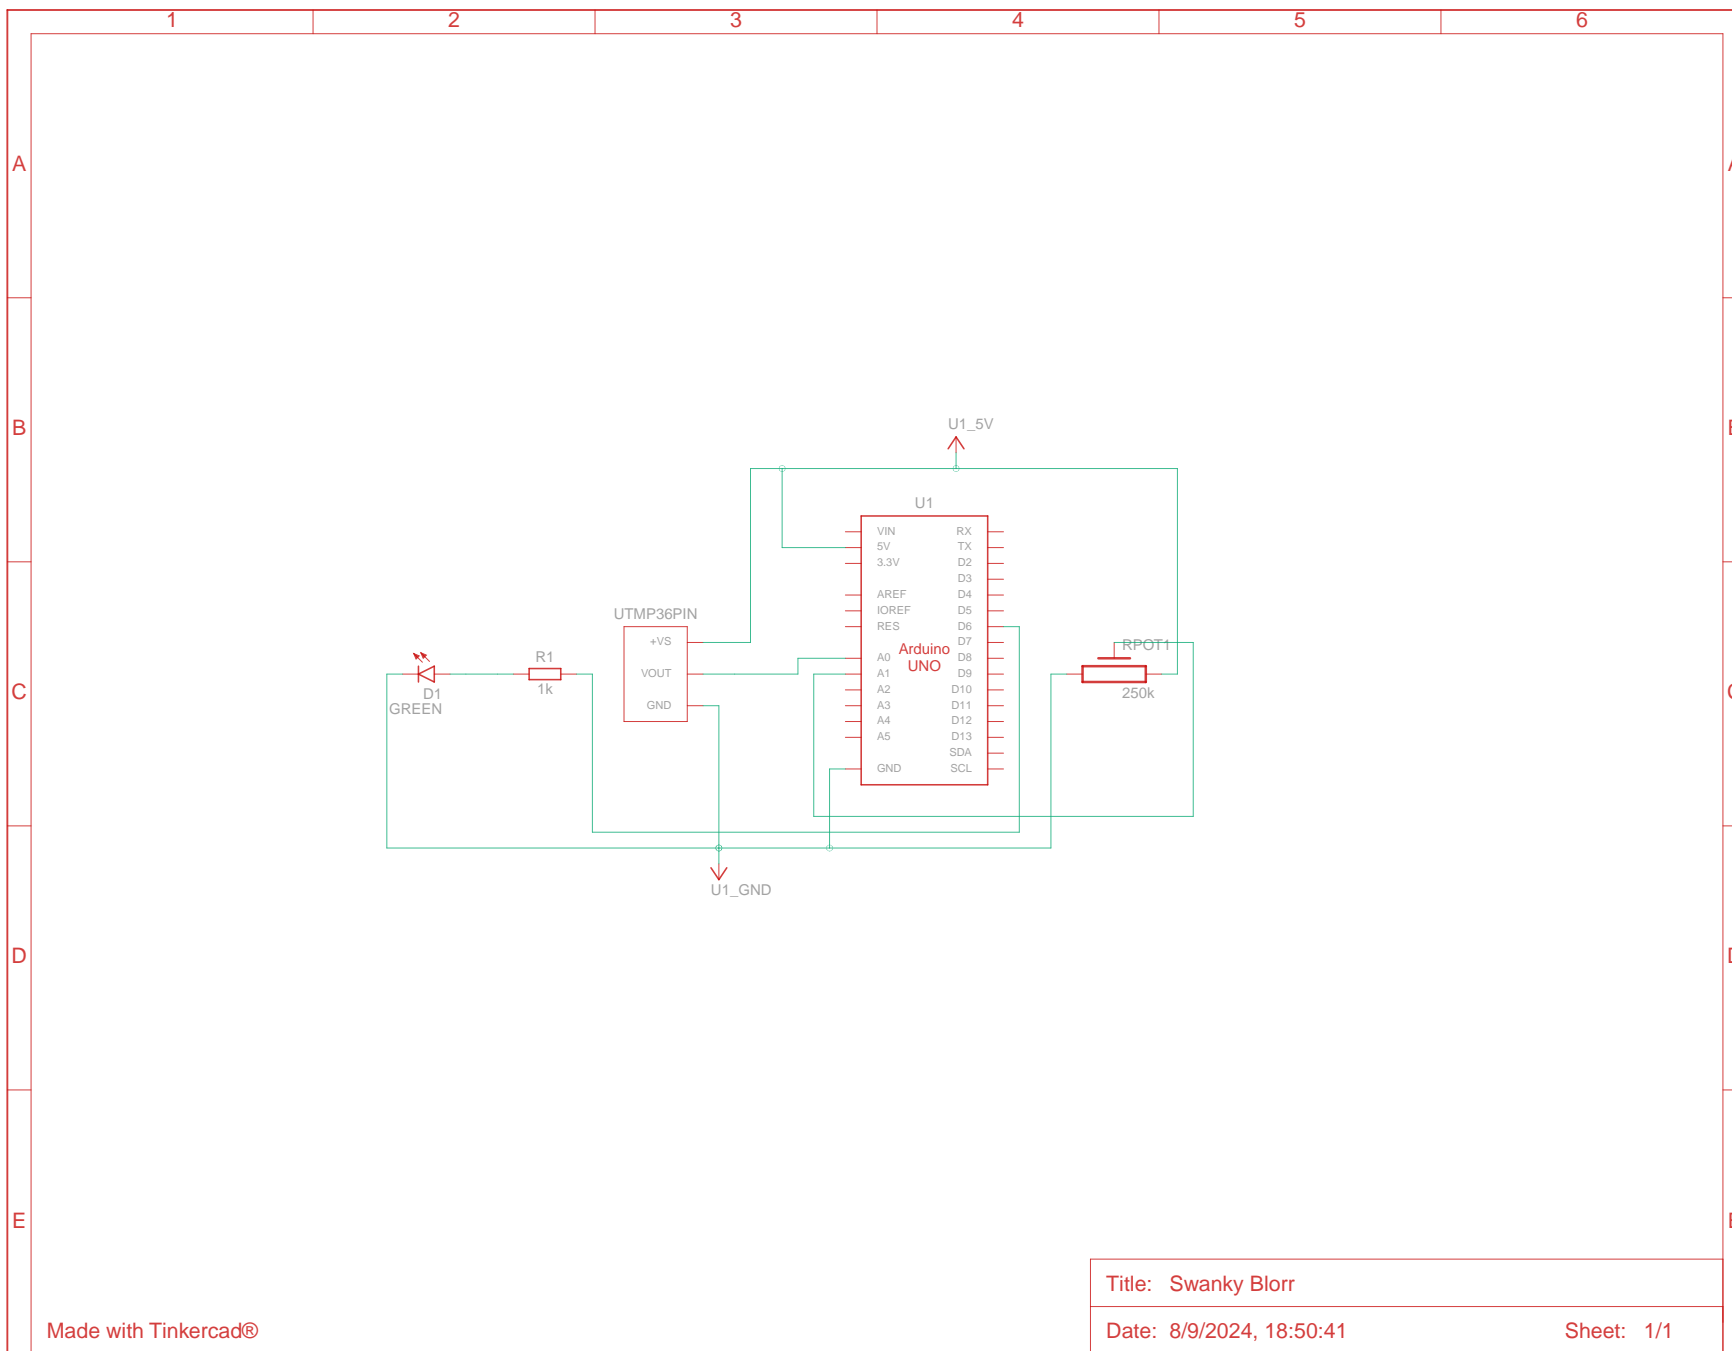 1 2 3 4 5 6
A
B
C
D
E
U1_5V
U1
VIN RX
5V TX
3.3V D2
D3
AREF D4
IOREF D5
RES D6
D7
A0 D8
A1 D9
A2 D10
A3 D11
A4 D12
A5 D13
SDA
GND SCL
Arduino
UNO
UTMP36PIN
+VS
VOUT
GND
R1
1k
D1
GREEN
RPOT1
250k
U1_GND
Title: Swanky Blorr
Date: 8/9/2024, 18:50:41 Sheet: 1/1
Made with Tinkercad®